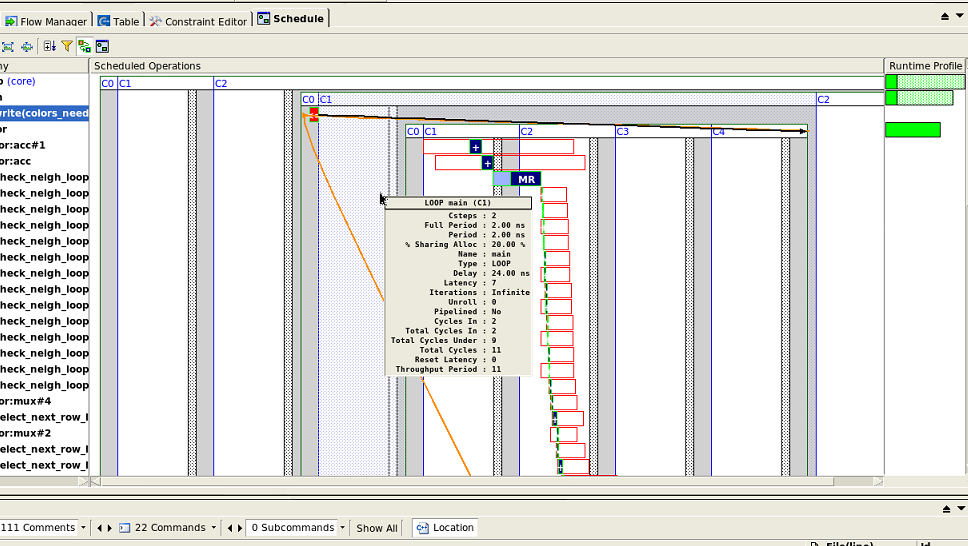 Flow Manager Table Constraint Editor Schedule
ny Scheduled Operations Runtime Profile
p (core)
C0 C1 C2
n
C0 C1 C2
write(colors_need
or
C0 C1 C2 C3 C4
or:acc#1
+
or:acc
+
heck_neigh_loop
MR
heck_neigh_loop
heck_neigh_loop
LOOP main (C1)
Csteps : 2
Full Period : 2.00 ns
Period : 2.00 ns
% Sharing Alloc : 20.00 %
Name : main
Type : LOOP
Delay : 24.00 ns
Latency : 7
Iterations : Infinite
Unroll : 0
Pipelined : No
Cycles In : 2
Total Cycles In : 2
Total Cycles Under : 9
Total Cycles : 11
Reset Latency : 0
Throughput Period : 11
heck_neigh_loop
heck_neigh_loop
heck_neigh_loop
heck_neigh_loop
heck_neigh_loop
heck_neigh_loop
heck_neigh_loop
heck_neigh_loop
heck_neigh_loop
heck_neigh_loop
heck_neigh_loop
or:mux#4
elect_next_row_l
or:mux#2
elect_next_row_l
elect_next_row_l
111 Comments 22 Commands 0 Subcommands Show All Location